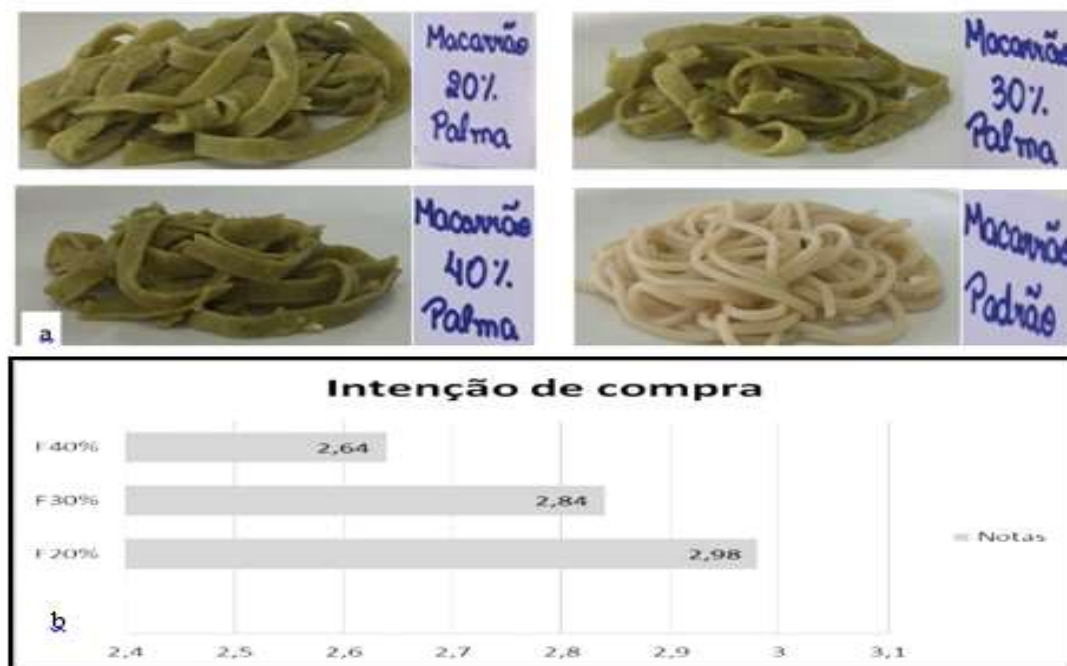 Macarrão
20%
Palma
Macarrão
30%
Palma
Macarrão
40%
Palma
Macarrão
Padrão
a
Intenção de compra
F40%
2,64
F30%
2,84
F20%
2,98
Notas
b
2,4 2,5 2,6 2,7 2,8 2,9 3 3,1